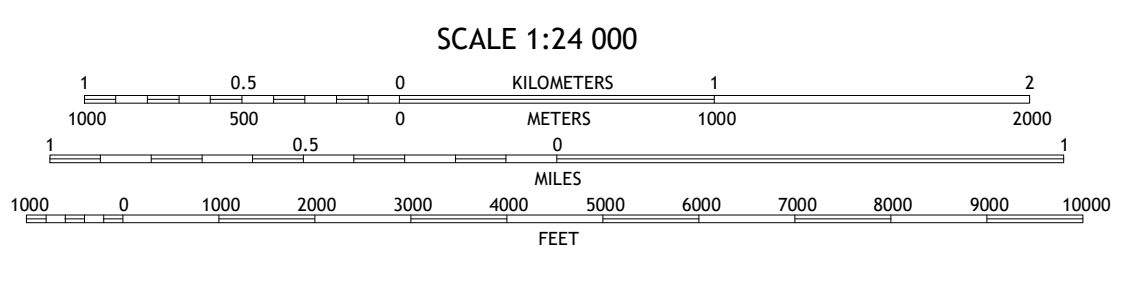 SCALE 1:24 000
1 0.5 0 KILOMETERS 1 2
1000 500 0 METERS 1000 2000
1 0.5 0 1
MILES
1000 0 1000 2000 3000 4000 5000 6000 7000 8000 9000 10000
FEET